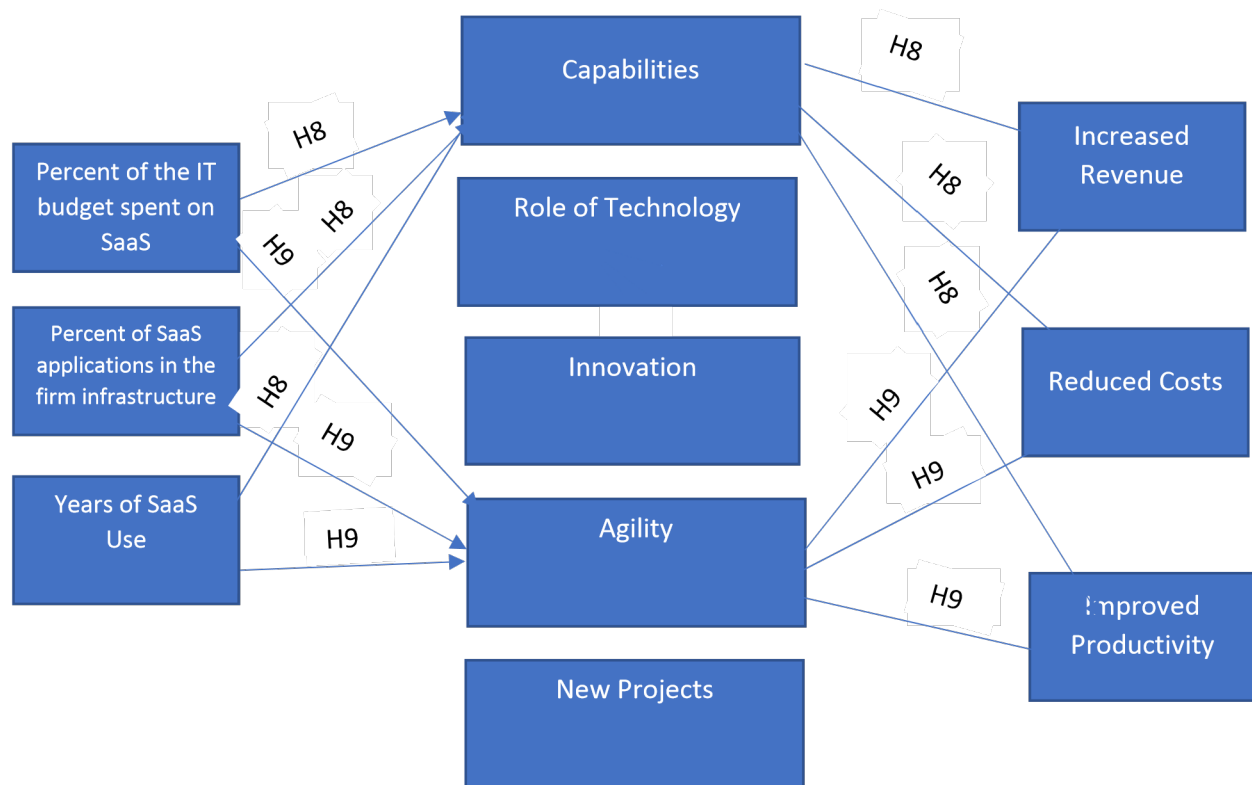 Capabilities
H8
H8
Increased
Revenue
Percent of the IT
budget spent on
SaaS
H8
H9
H8
Role of Technology
H8
Percent of SaaS
applications in the
firm infrastructure
H8
H9
Innovation
H9
H9
Reduced Costs
Years of SaaS
Use
H9
Agility
H9
Improved
Productivity
New Projects